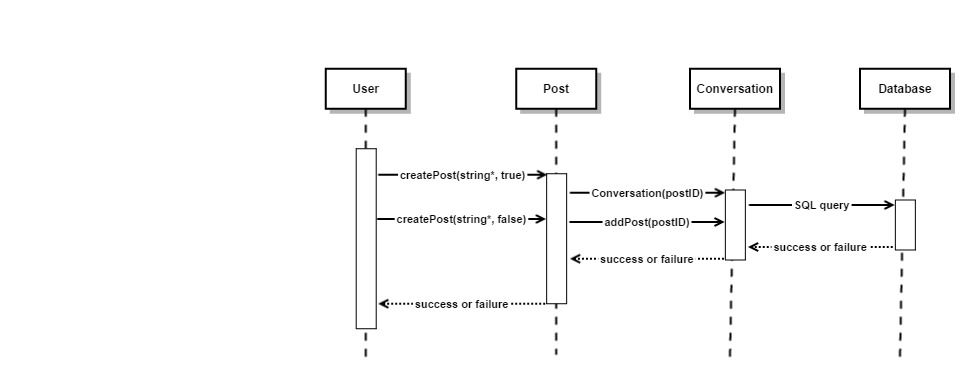 User
Post
Conversation
Database
createPost(string*, true)
Conversation(postID)
SQL query
createPost(string*, false)
addPost(postID)
success or failure
success or failure
success or failure